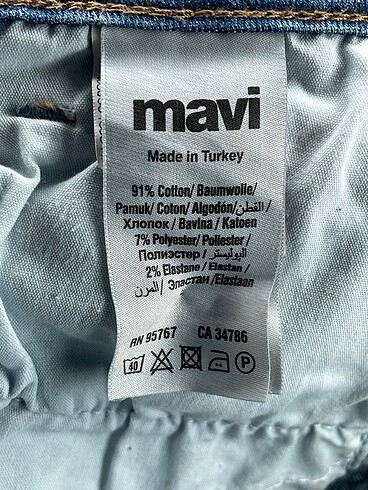 mavi
Made in Turkey
91% Cotton/ Baumwolle/
Pamuk/ Coton/ Algodón/القطن /
Хлопок / Bavlna / Katoen
7% Polyester/ Poliester /
Полиэстер / البوليستر /
2% Elastane / Elastan /
المرن/ Эластан /Elastaan
RN 95767 CA 34786
40 P